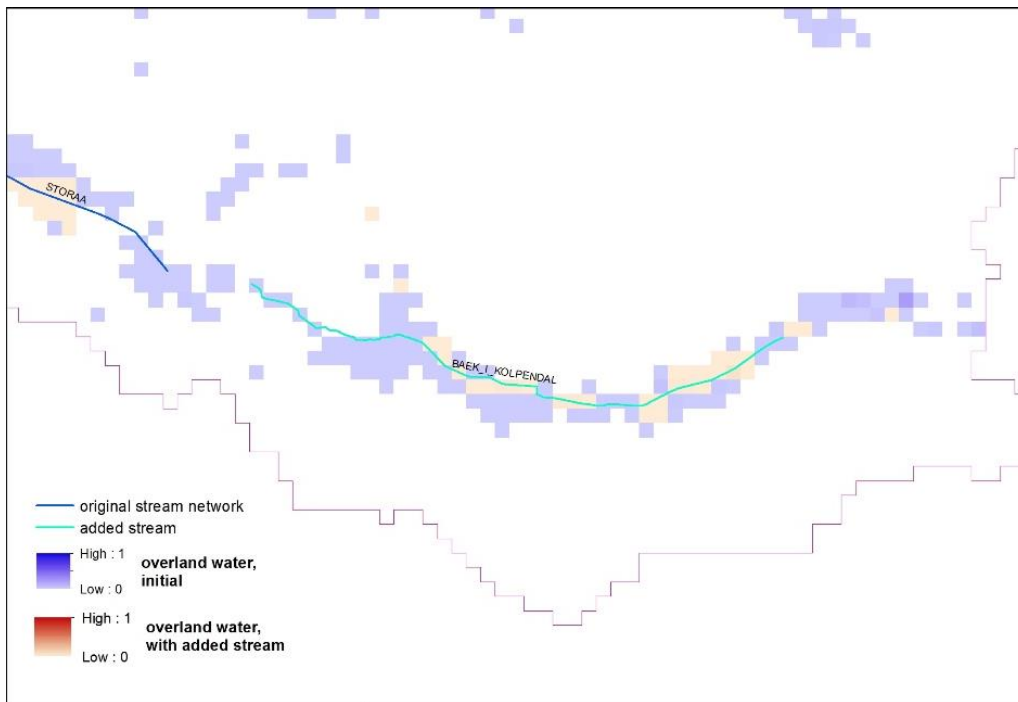 STORAA
BAEK_I_KOLPENDAL
original stream network
added stream
High : 1
Low : 0
overland water,
initial
High : 1
Low : 0
overland water,
with added stream